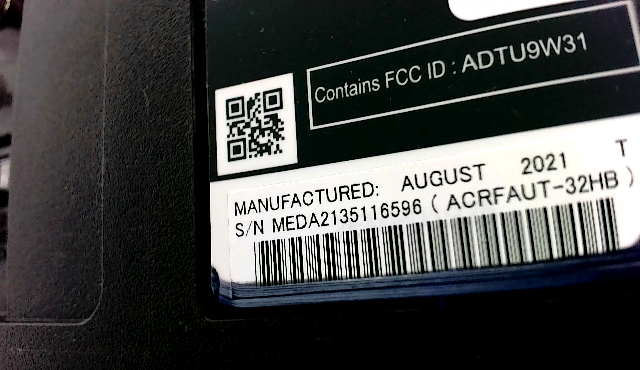 Contains FCC ID : ADTU9W31
MANUFACTURED: AUGUST 2021 T
S/N MEDA2135116596 ( ACRFAUT-32HB )